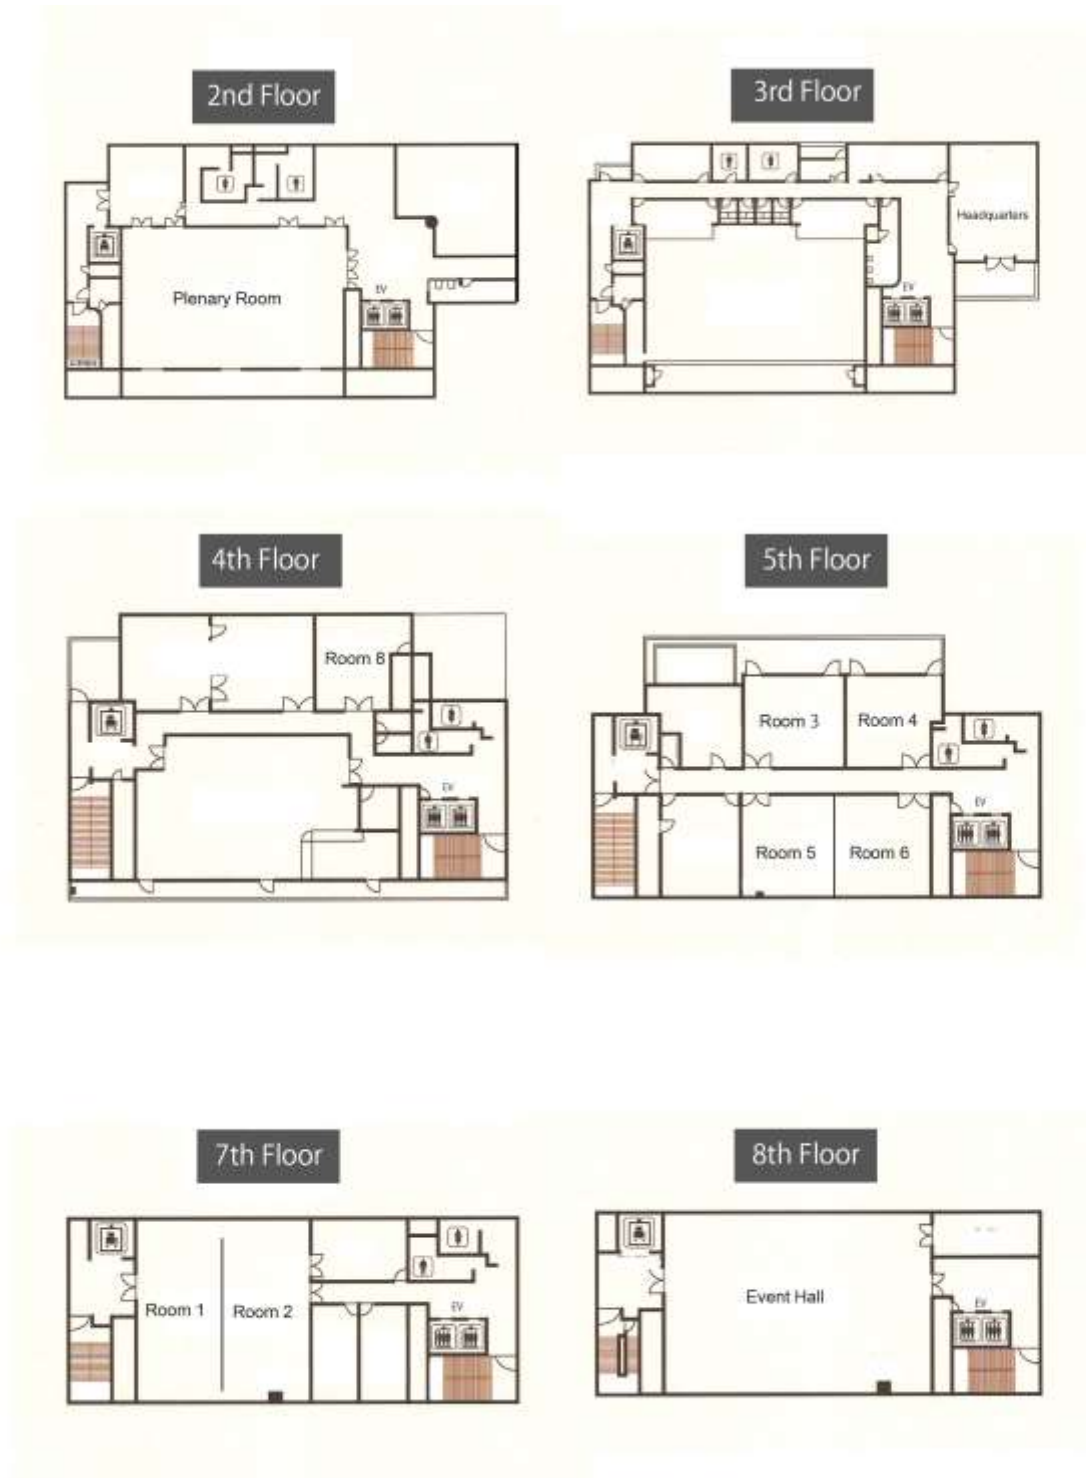 2nd Floor
3rd Floor
Headquarters
Plenary Room
EV
EV
4th Floor
5th Floor
Room 8
Room 3
Room 4
EV
EV
Room 5
Room 6
7th Floor
8th Floor
Room 1
Room 2
EV
Event Hall
EV